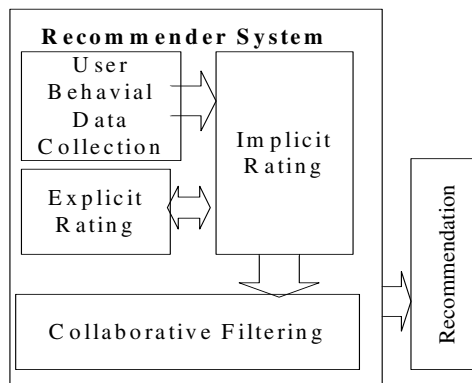 Recommender System
User
Behavial
Data
Collection
Implicit
Rating
Explicit
Rating
Collaborative Filtering
Recommendation